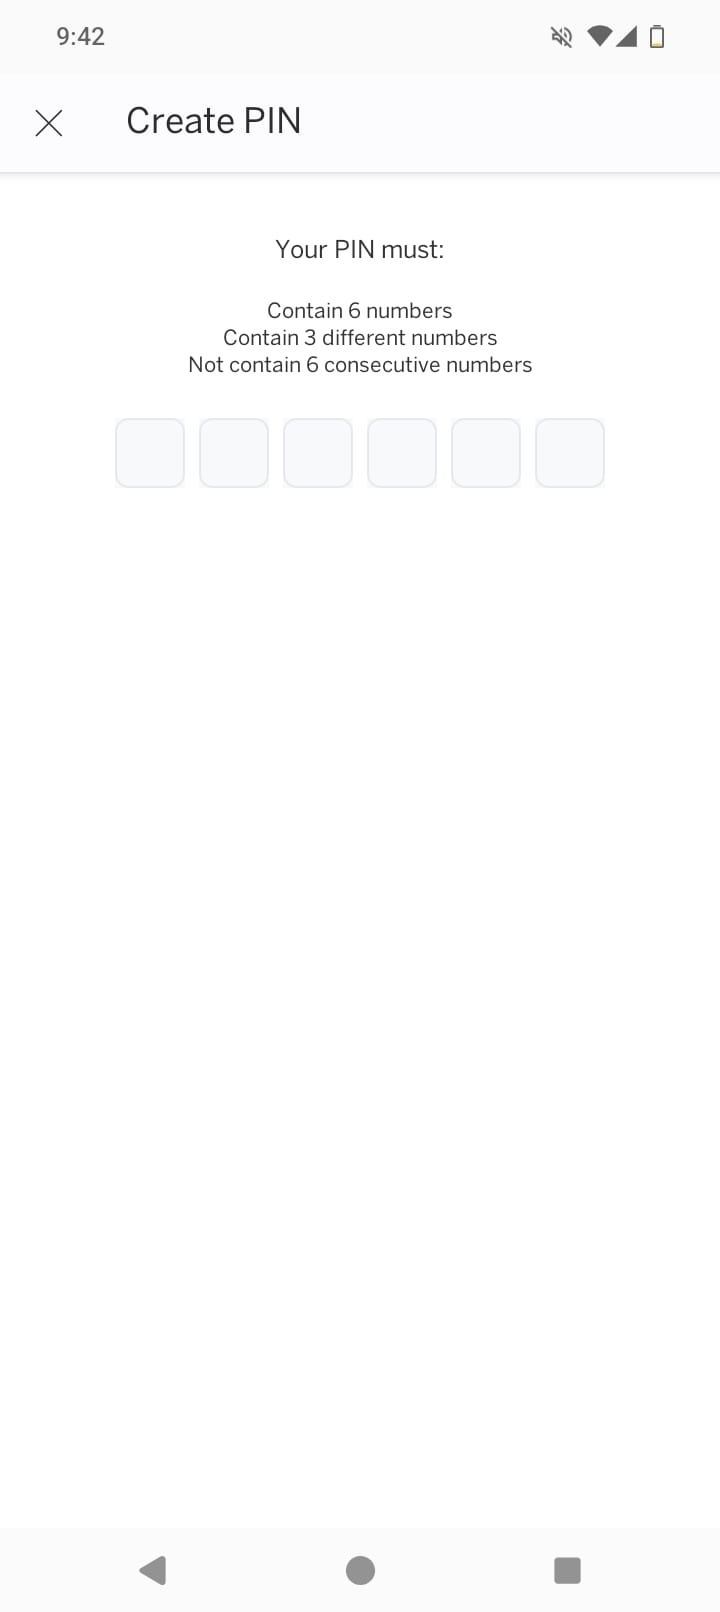 9:42
Create PIN
Your PIN must:
Contain 6 numbers
Contain 3 different numbers
Not contain 6 consecutive numbers